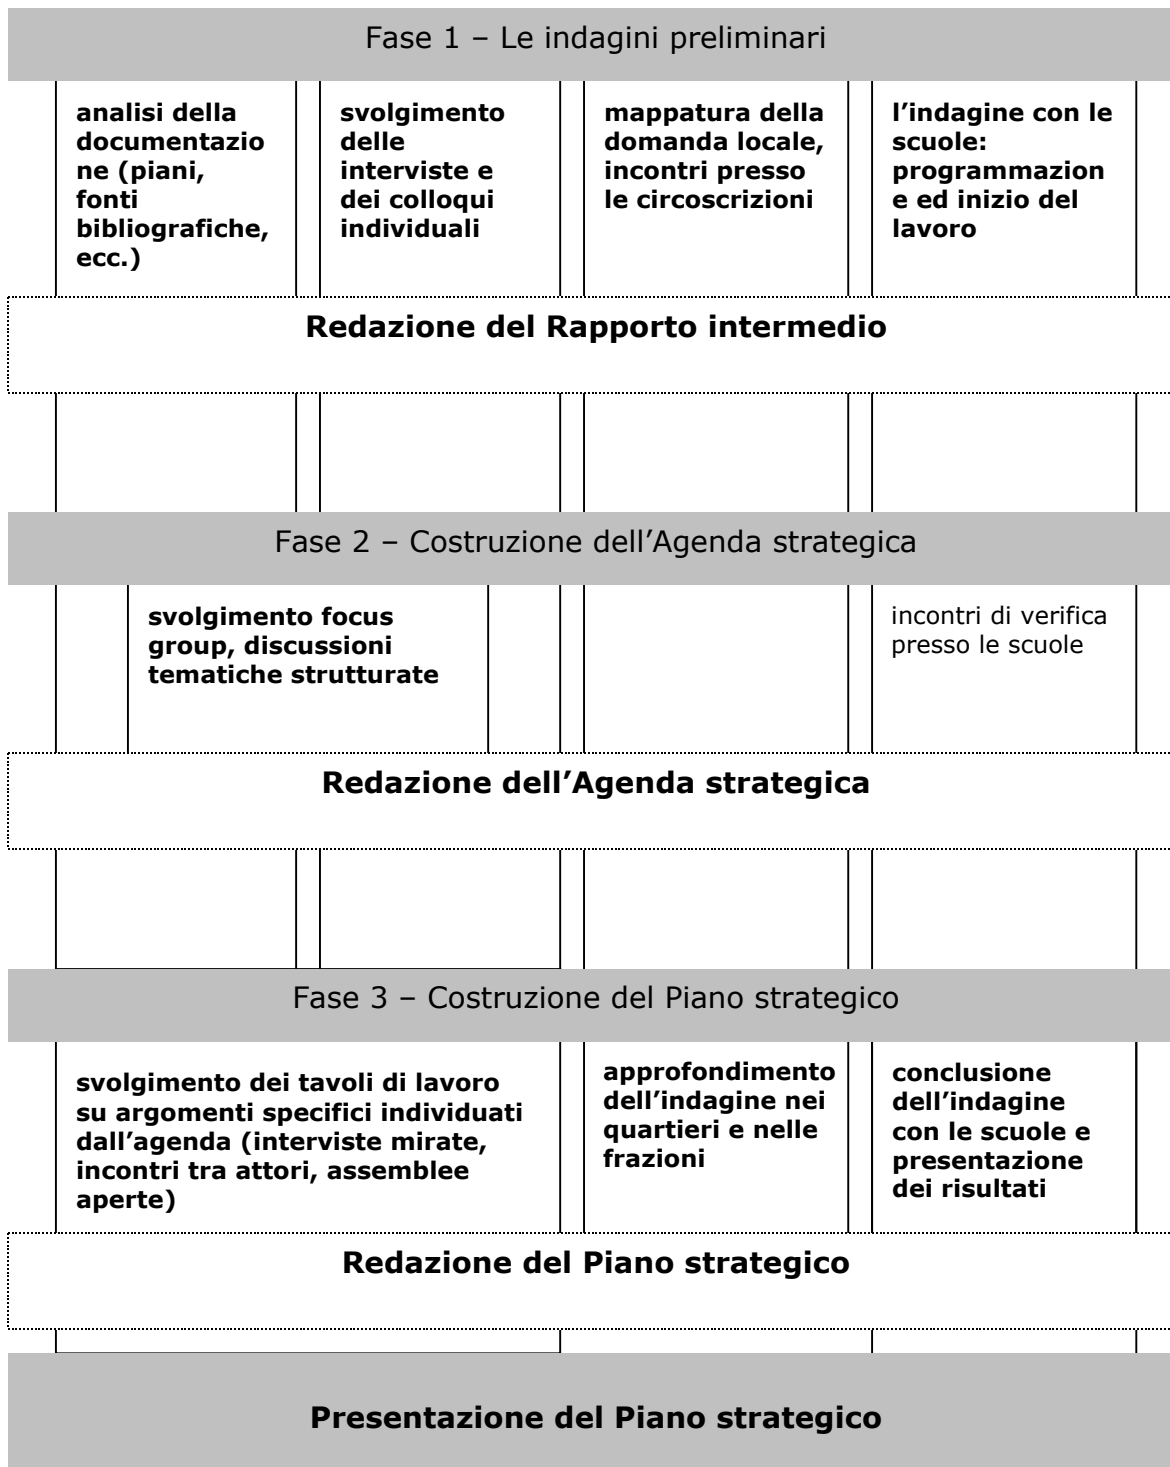 Fase 1 – Le indagini preliminari
analisi della
documentazio
ne (piani,
fonti
bibliografiche,
ecc.)
svolgimento
delle
interviste e
dei colloqui
individuali
mappatura della
domanda locale,
incontri presso
le circoscrizioni
l’indagine con le
scuole:
programmazion
e ed inizio del
lavoro
Redazione del Rapporto intermedio
Fase 2 – Costruzione dell’Agenda strategica
svolgimento focus
group, discussioni
tematiche strutturate
incontri di verifica
presso le scuole
Redazione dell’Agenda strategica
Fase 3 – Costruzione del Piano strategico
svolgimento dei tavoli di lavoro
su argomenti specifici individuati
dall’agenda (interviste mirate,
incontri tra attori, assemblee
aperte)
approfondimento
dell’indagine nei
quartieri e nelle
frazioni
conclusione
dell’indagine
con le scuole e
presentazione
dei risultati
Redazione del Piano strategico
Presentazione del Piano strategico